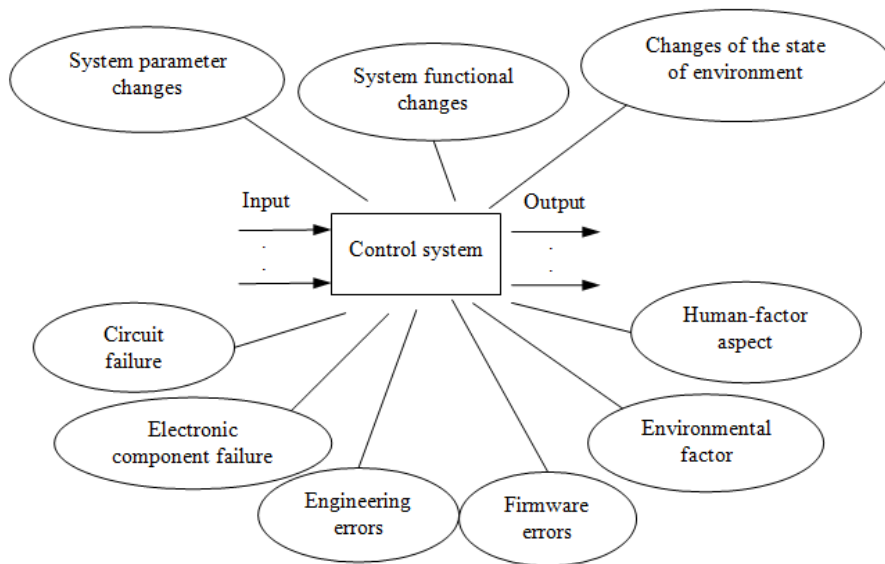 System parameter
changes
System functional
changes
Changes of the state
of environment
Input
Output
Control system
Circuit
failure
Human-factor
aspect
Electronic
component failure
Environmental
factor
Engineering
errors
Firmware
errors